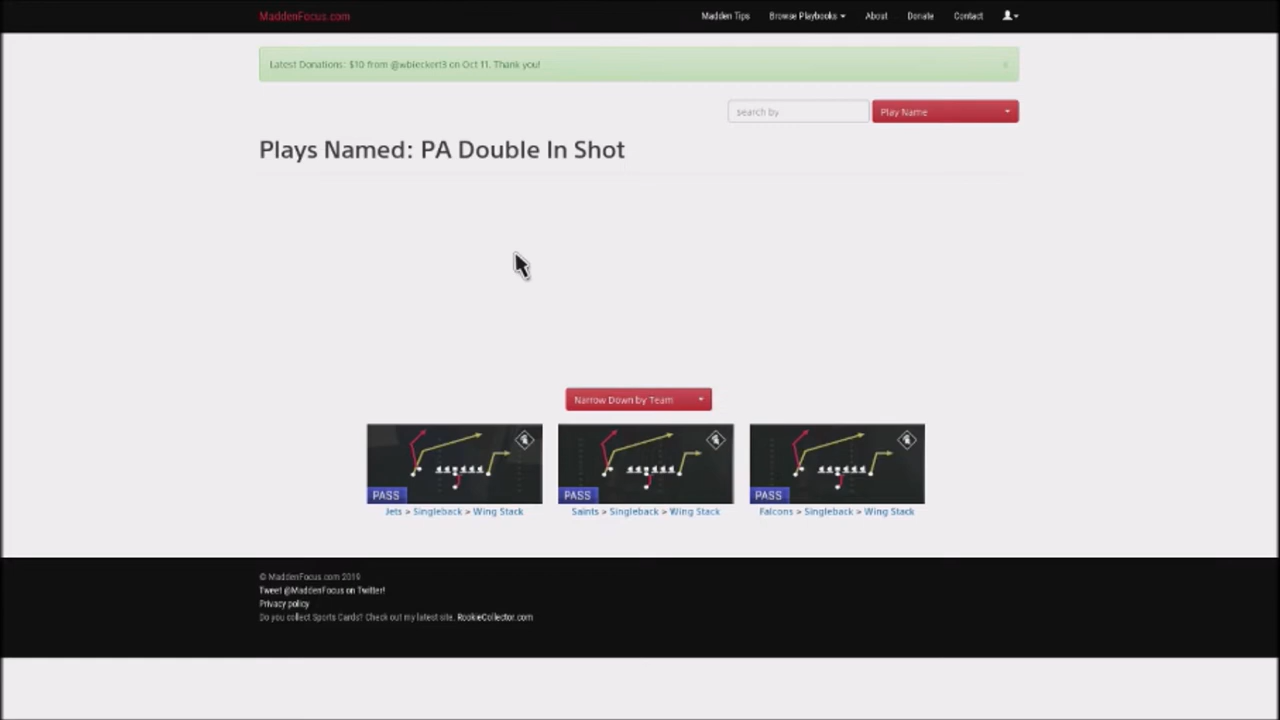 MaddenFocus.com
Madden Tips Browse Playbooks About Donate Contact
Latest Donations: $10 from @wbleckert3 on Oct 11. Thank you!
x
search by Play Name
Plays Named: PA Double In Shot
Narrow Down by Team
PASS PASS PASS
Jets > Singleback > Wing Stack Saints > Singleback > Wing Stack Falcons > Singleback > Wing Stack
© MaddenFocus.com 2019
Tweet @MaddenFocus on Twitter!
Privacy policy
Do you collect Sports Cards? Check out my latest site. RookieCollector.com